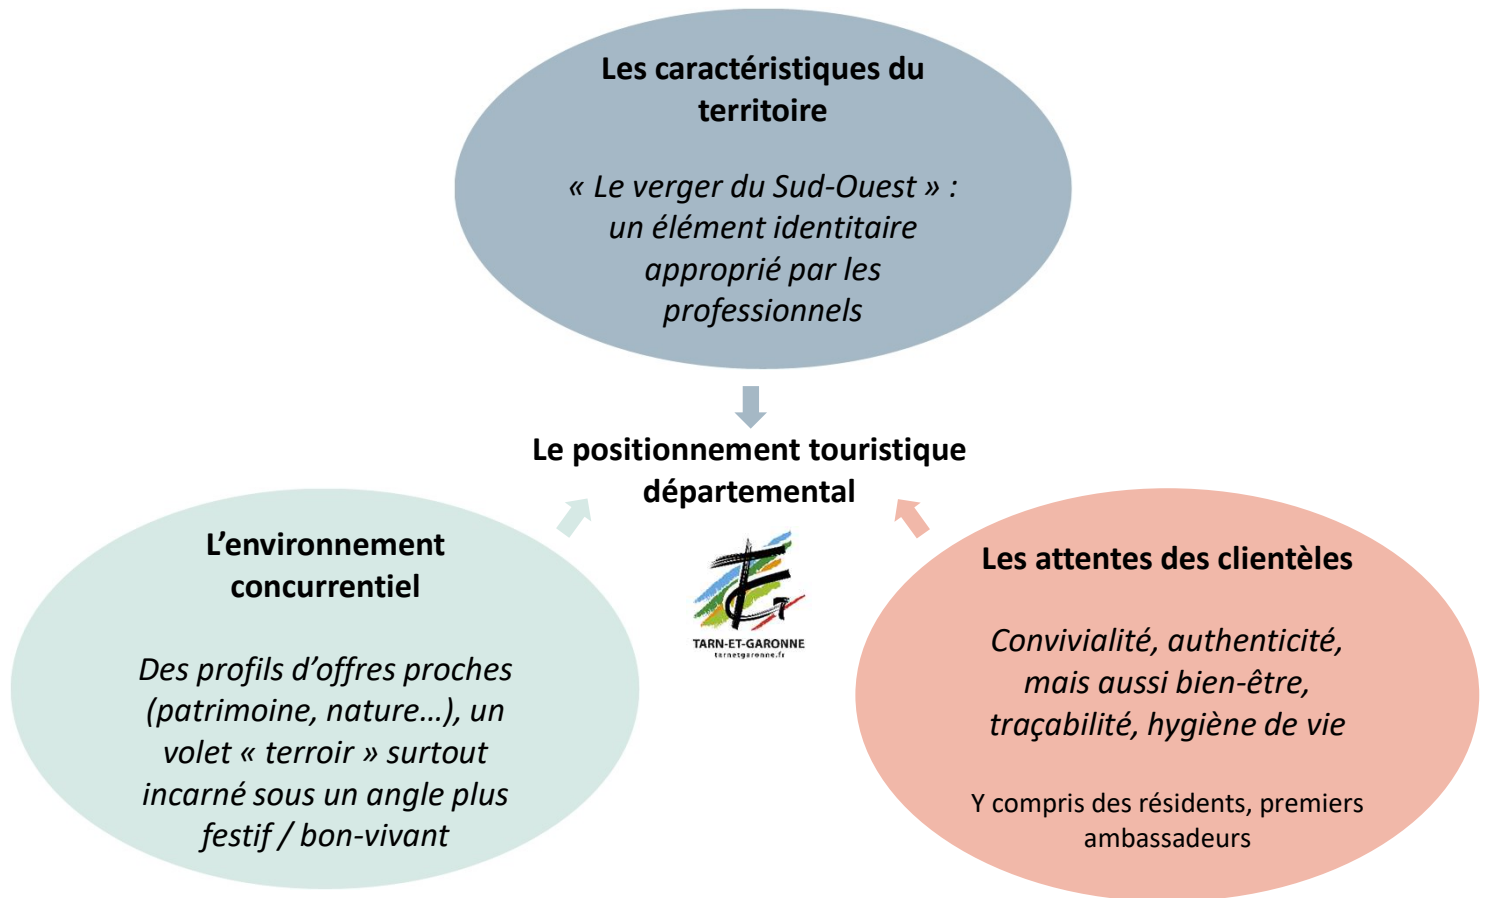 Les caractéristiques du
territoire
« Le verger du Sud-Ouest » :
un élément identitaire
approprié par les
professionnels
Le positionnement touristique
départemental
TARN-ET-GARONNE
tarnetgaronne.fr
L'environnement
concurrentiel
Des profils d'offres proches
(patrimoine, nature…), un
volet « terroir » surtout
incarné sous un angle plus
festif / bon-vivant
Les attentes des clientèles
Convivialité, authenticité,
mais aussi bien-être,
traçabilité, hygiène de vie
Y compris des résidents, premiers
ambassadeurs